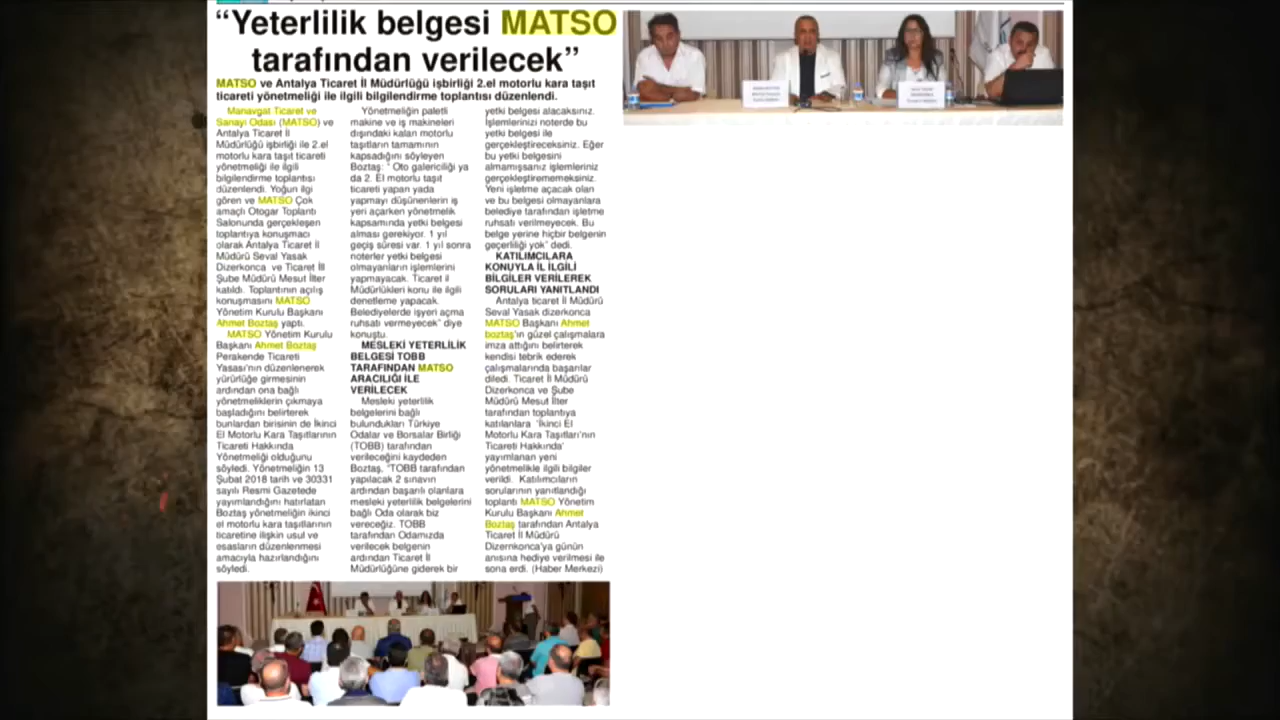 “Yeterlilik belgesi MATSO
tarafından verilecek”
MATSO ve Antalya Ticaret İl Müdürlüğü işbirliği 2.el motorlu kara taşıt
ticareti yönetmeliği ile ilgili bilgilendirme toplantısı düzenlendi.
Manavgat Ticaret ve
Sanayi Odası (MATSO) ve
Antalya Ticaret İl
Müdürlüğü işbirliği ile 2.el
motorlu kara taşıt ticareti
yönetmeliği ile ilgili
bilgilendirme toplantısı
düzenlendi. Yoğun ilgi
gören ve MATSO Çok
amaçlı Otogar Toplantı
Salonunda gerçekleşen
toplantıya konuşmacı
olarak Antalya Ticaret İl
Müdürü Seval Yasak
Dizerkonca ve Ticaret İll
Şube Müdürü Mesut İlter
katıldı. Toplantının açılış
konuşmasını MATSO
Yönetim Kurulu Başkanı
Ahmet Boztaş yaptı.
MATSO Yönetim Kurulu
Başkanı Ahmet Boztaş
Perakende Ticareti
Yasası'nın düzenlenerek
yürürlüğe girmesinin
ardından ona bağlı
yönetmeliklerin çıkmaya
başladığını belirterek
bunlardan birisinin de İkinci
El Motorlu Kara Taşıtlarının
Ticareti Hakkında
Yönetmeliği olduğunu
söyledi. Yönetmeliğin 13
Şubat 2018 tarih ve 30331
sayılı Resmi Gazetede
yayımlandığını hatırlatan
Boztaş yönetmeliğin ikinci
el motorlu kara taşıtlarının
ticaretine ilişkin usul ve
esasların düzenlenmesi
amacıyla hazırlandığını
söyledi.
Yönetmeliğin paletli
makine ve iş makineleri
dışındaki kalan motorlu
taşıtların tamamının
kapsadığını söyleyen
Boztaş: “ Oto galericiliği ya
da 2. El motorlu taşıt
ticareti yapan yada
yapmayı düşünenlerin iş
yeri açarken yönetmelik
kapsamında yetki belgesi
alması gerekiyor. 1 yıl
geçiş süresi var. 1 yıl sonra
noterler yetki belgesi
olmayanların işlemlerini
yapmayacak. Ticaret il
Müdürlükleri konu ile ilgili
denetleme yapacak.
Belediyelerde işyeri açma
ruhsatı vermeyecek” diye
konuştu.
MESLEKİ YETERLİLİK
BELGESİ TOBB
TARAFINDAN MATSO
ARACILIĞI İLE
VERİLECEK
Mesleki yeterlilik
belgelerini bağlı
bulundukları Türkiye
Odalar ve Borsalar Birliği
(TOBB) tarafından
verileceğini kaydeden
Boztaş, “TOBB tarafından
yapılacak 2 sınavın
ardından başarılı olanlara
mesleki yeterlilik belgelerini
bağlı Oda olarak biz
vereceğiz. TOBB
tarafından Odamızda
verilecek belgenin
ardından Ticaret İl
Müdürlüğüne giderek bir
yetki belgesi alacaksınız.
İşlemlerinizi noterde bu
yetki belgesi ile
gerçekleştireceksiniz. Eğer
bu yetki belgesini
almamışsanız işlemleriniz
gerçekleştirememeksiniz.
Yeni işletme açacak olan
ve bu belgesi olmayanlara
belediye tarafından işletme
ruhsatı verilmeyecek. Bu
belge yerine hiçbir belgenin
geçerliliği yok” dedi.
KATILIMCILARA
KONUYLA İL İLGİLİ
BİLGİLER VERİLEREK
SORULARI YANITLANDI
Antalya ticaret İl Müdürü
Seval Yasak dizerkonca
MATSO Başkanı Ahmet
boztaş'ın güzel çalışmalara
imza attığını belirterek
kendisi tebrik ederek
çalışmalarında başarılar
diledi. Ticaret İl Müdürü
Dizerkonca ve Şube
Müdürü Mesut İlter
tarafından toplantıya
katılanlara 'İkinci El
Motorlu Kara Taşıtları'nın
Ticareti Hakkında'
yayımlanan yeni
yönetmelikle ilgili bilgiler
verildi. Katılımcıların
sorularının yanıtlandığı
toplantı MATSO Yönetim
Kurulu Başkanı Ahmet
Boztaş tarafından Antalya
Ticaret İl Müdürü
Dizernkonca'ya günün
anısına hediye verilmesi ile
sona erdi. (Haber Merkezi)